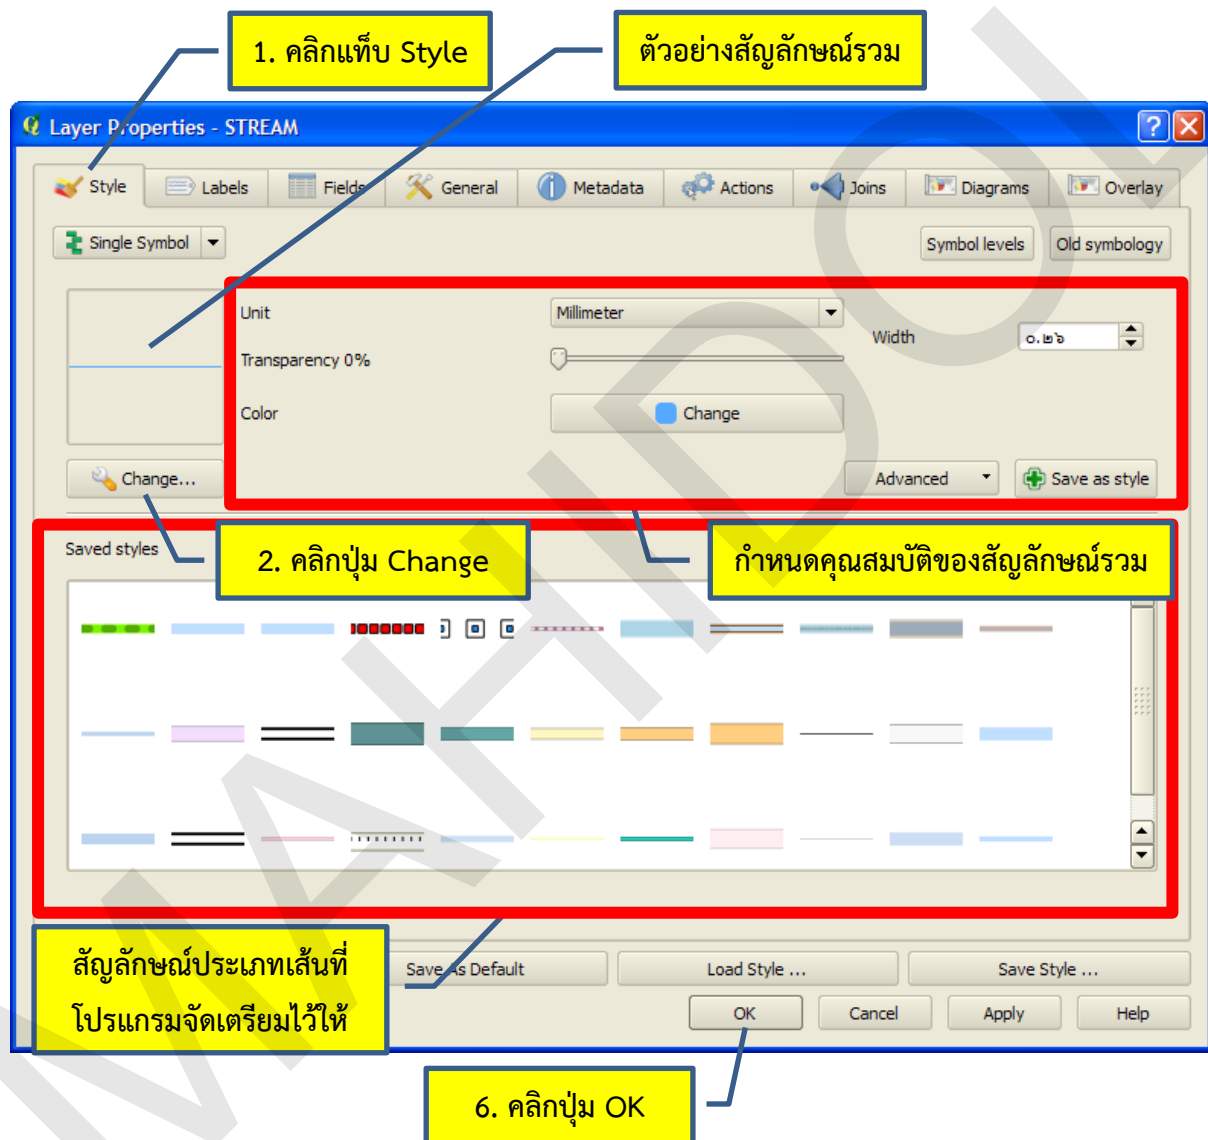 1. คลิกแท็บ Style
ตัวอย่างสัญลักษณ์รวม
Layer Properties - STREAM
Style
Labels
Fields
General
Metadata
Actions
Joins
Diagrams
Overlay
Single Symbol
Symbol levels
Old symbology
Unit
Millimeter
Width
๐.๒๖
Transparency 0%
Color
Change
Change...
Advanced
Save as style
Saved styles
2. คลิกปุ่ม Change
กำหนดคุณสมบัติของสัญลักษณ์รวม
สัญลักษณ์ประเภทเส้นที่
โปรแกรมจัดเตรียมไว้ให้
Save As Default
Load Style ...
Save Style ...
OK
Cancel
Apply
Help
6. คลิกปุ่ม OK
MAHIDOL